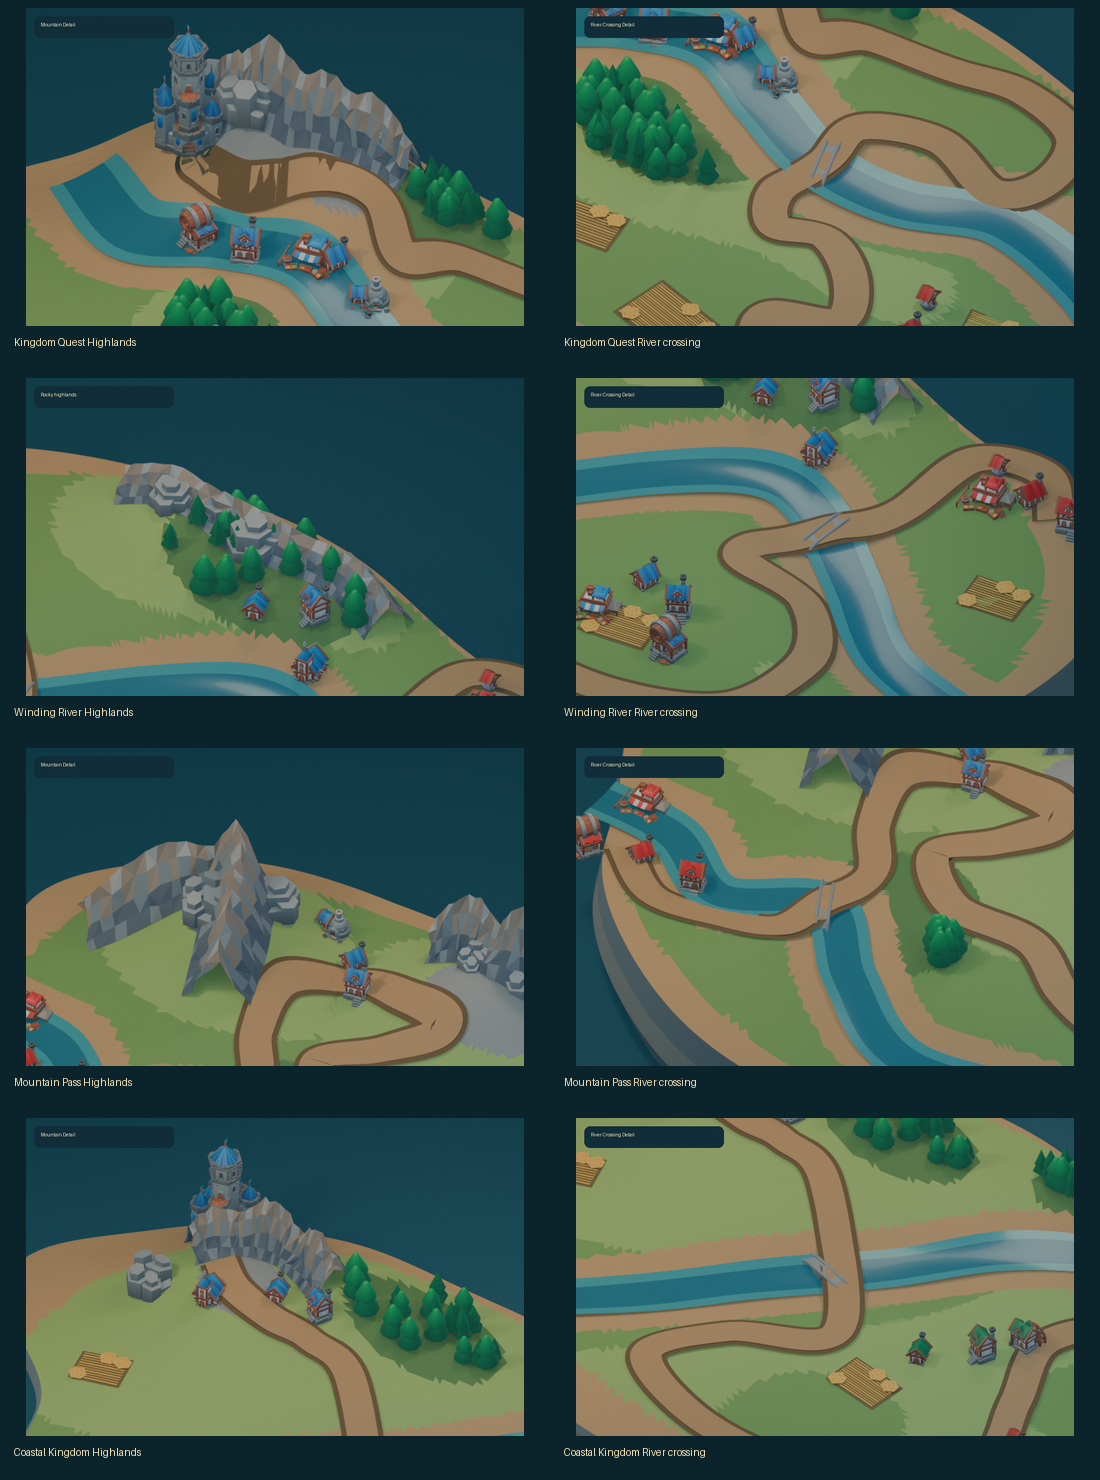 Mountain Detail
River Crossing Detail
Kingdom Quest Highlands
Kingdom Quest River crossing
Rocky highlands
River Crossing Detail
Winding River Highlands
Winding River River crossing
Mountain Detail
River Crossing Detail
Mountain Pass Highlands
Mountain Pass River crossing
Mountain Detail
River Crossing Detail
Coastal Kingdom Highlands
Coastal Kingdom River crossing